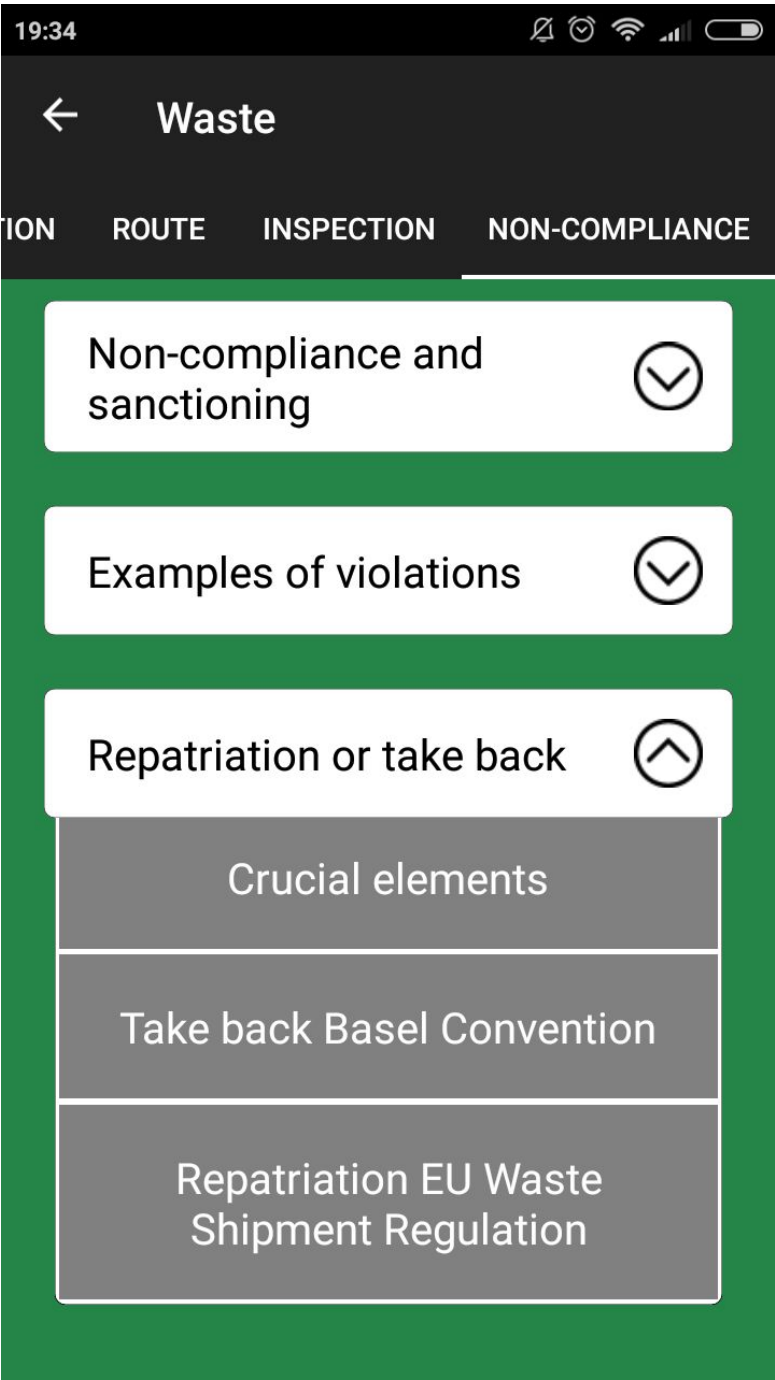 19:34
Waste
TION ROUTE INSPECTION NON-COMPLIANCE
Non-compliance and
sanctioning
Examples of violations
Repatriation or take back
Crucial elements
Take back Basel Convention
Repatriation EU Waste
Shipment Regulation